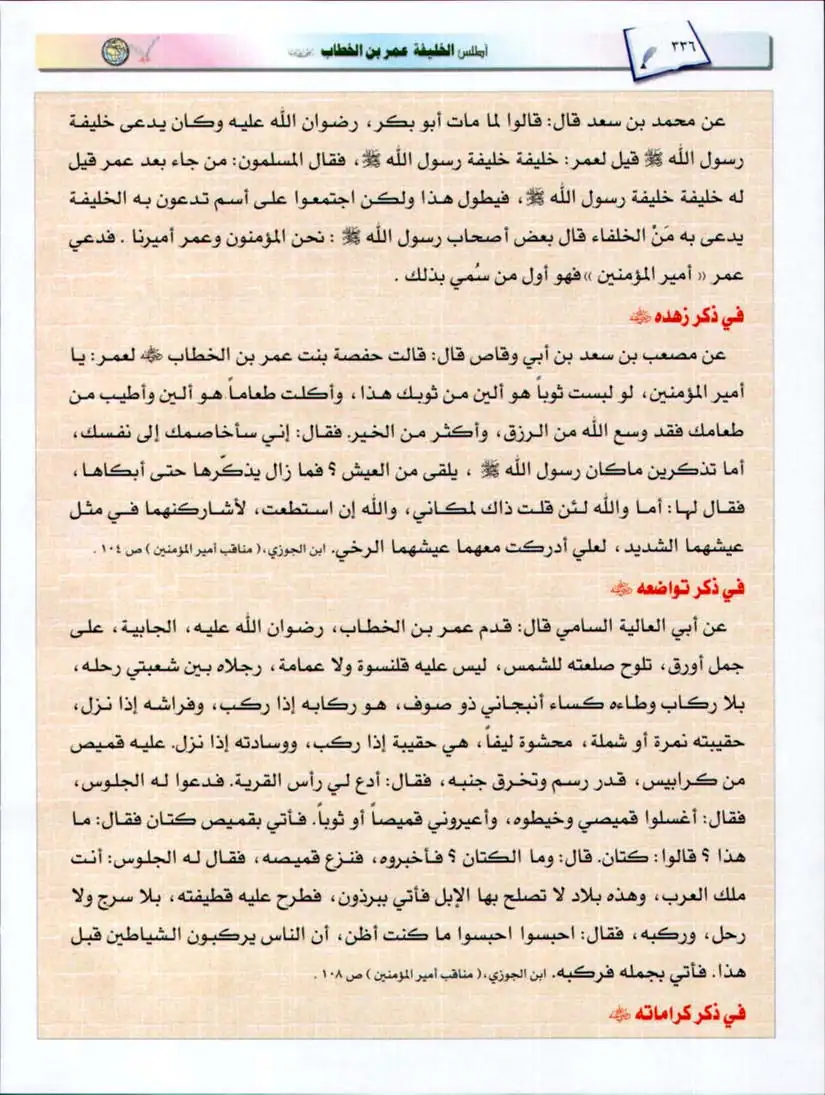 ٣٣٦
أطلس الخليفة عمر بن الخطاب
عن محمد بن سعد قال: قالوا لما مات أبو بكر، رضوان الله عليه وكان يدعى خليفة
رسول الله ﷺ قيل لعمر: خليفة خليفة رسول الله ﷺ، فقال المسلمون: من جاء بعد عمر قيل
له خليفة خليفة رسول الله ﷺ، فيطول هذا ولكن اجتمعوا على أسم تدعون به الخليفة
يدعى به مَنْ الخلفاء قال بعض أصحاب رسول الله ﷺ : نحن المؤمنون وعمر أميرنا . فدعي
عمر « أمير المؤمنين »فهو أول من سُمي بذلك .
في ذكر زهده
عن مصعب بن سعد بن أبي وقاص قال: قالت حفصة بنت عمر بن الخطاب لعمر: يا
أمير المؤمنين، لو لبست ثوباً هو ألين من ثوبك هذا، وأكلت طعاماً هو ألين وأطيب من
طعامك فقد وسع الله من الرزق، وأكثر من الخير. فقال: إني سأخاصمك إلى نفسك،
أما تذكرين ماكان رسول الله ﷺ ، يلقى من العيش ؟ فما زال يذكّرها حتى أبكاها،
فقال لها: أما والله لئن قلت ذاك لمكاني، والله إن استطعت، لأشاركنهما في مثل
عيشهما الشديد، لعلي أدركت معهما عيشهما الرخي. ابن الجوزي،( مناقب أمير المؤمنين ) ص ١٠٤ .
في ذكر تواضعه
عن أبي العالية السامي قال: قدم عمر بن الخطاب، رضوان الله عليه، الجابية، على
جمل أورق، تلوح صلعته للشمس، ليس عليه قلنسوة ولا عمامة، رجلاه بين شعبتي رحله،
بلا ركاب وطاءه كساء أنبجاني ذو صوف، هو ركابه إذا ركب، وفراشه إذا نزل،
حقيبته نمرة أو شملة، محشوة ليفاً، هي حقيبة إذا ركب، ووسادته إذا نزل. عليه قميص
من كرابيس، قدر رسم وتخرق جنبه، فقال: أدع لي رأس القرية. فدعوا له الجلوس،
فقال: أغسلوا قميصي وخيطوه، وأعيروني قميصاً أو ثوباً. فأتي بقميص كتان فقال: ما
هذا ؟ قالوا: كتان. قال: وما الكتان ؟ فأخبروه، فنزع قميصه، فقال له الجلوس: أنت
ملك العرب، وهذه بلاد لا تصلح بها الإبل فأتي ببرذون، فطرح عليه قطيفته، بلا سرج ولا
رحل، وركبه، فقال: احبسوا احبسوا ما كنت أظن، أن الناس يركبون الشياطين قبل
هذا. فأتي بجمله فركبه. ابن الجوزي،( مناقب أمير المؤمنين ) ص ١٠٨ .
في ذكر كراماته